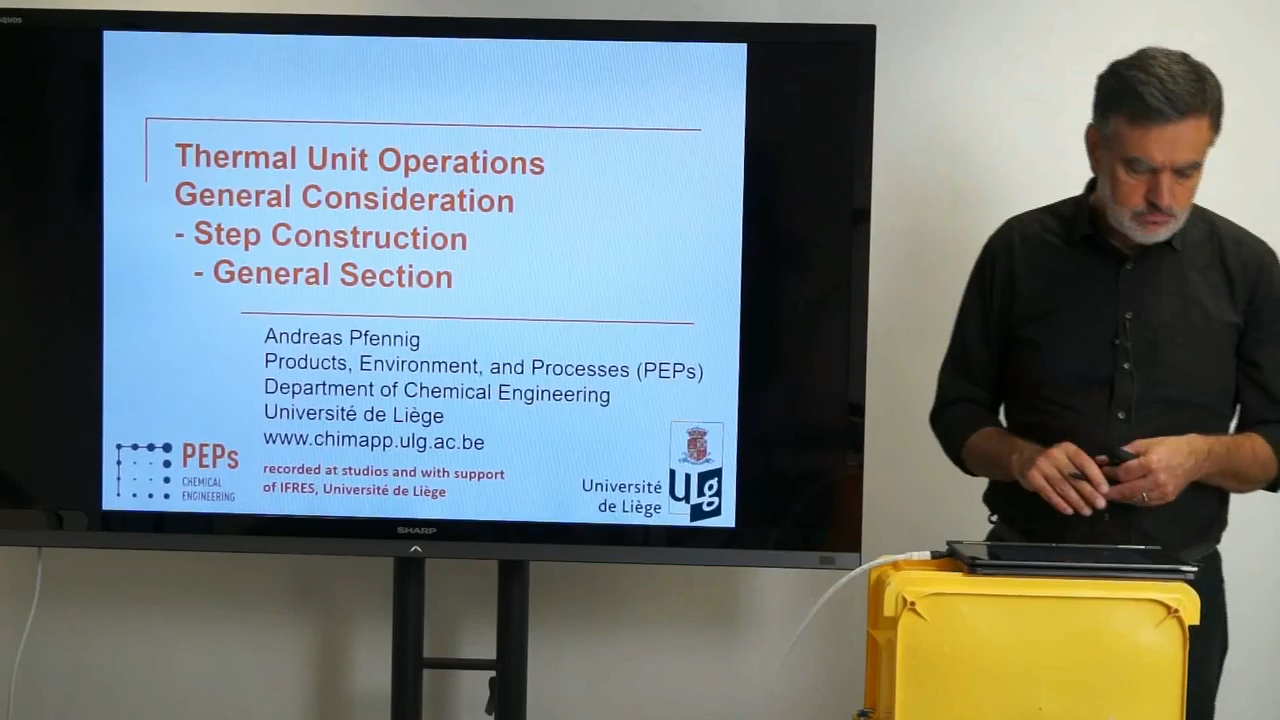 Thermal Unit Operations
General Consideration
- Step Construction
- General Section
Andreas Pfennig
Products, Environment, and Processes (PEPs)
Department of Chemical Engineering
Université de Liège
www.chimapp.ulg.ac.be
recorded at studios and with support
of IFRES, Université de Liège
PEPs
CHEMICAL
ENGINEERING
Université
de Liège
ULg
SHARP